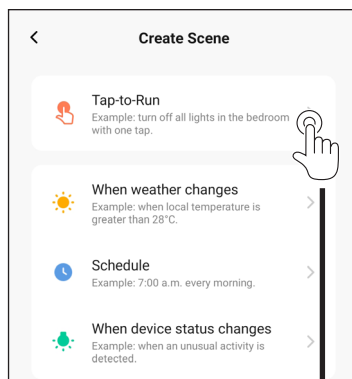 Create Scene
Tap-to-Run
Example: turn off all lights in the bedroom
with one tap.
When weather changes
Example: when local temperature is
greater than 28°C.
Schedule
Example: 7:00 a.m. every morning.
When device status changes
Example: when an unusual activity is
detected.